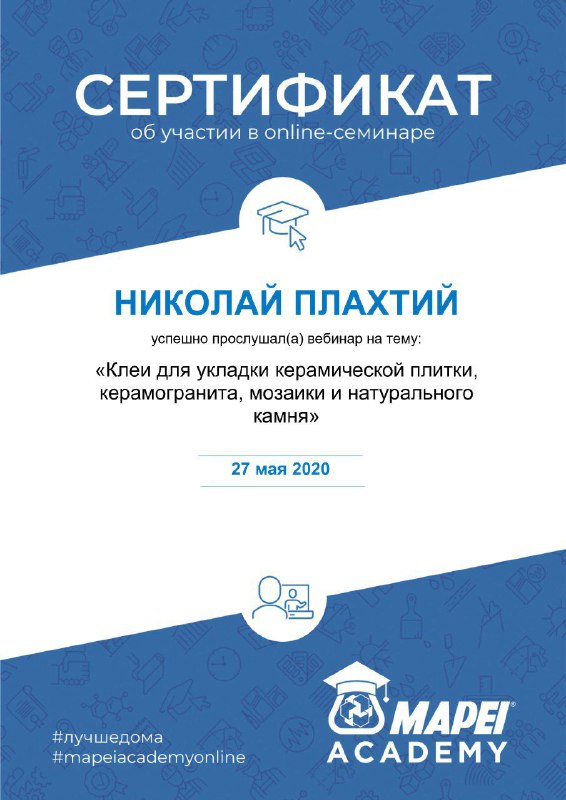 СЕРТИФИКАТ
об участии в online-семинаре
НИКОЛАЙ ПЛАХТИЙ
успешно прослушал(а) вебинар на тему:
«Клеи для укладки керамической плитки,
керамогранита, мозаики и натурального
камня»
27 мая 2020
#лучшедома
#mapeiacademyonline
MAPEI®
ACADEMY